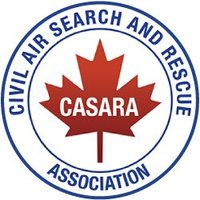 CIVIL AIR SEARCH AND RESCUE
CASARA
ASSOCIATION